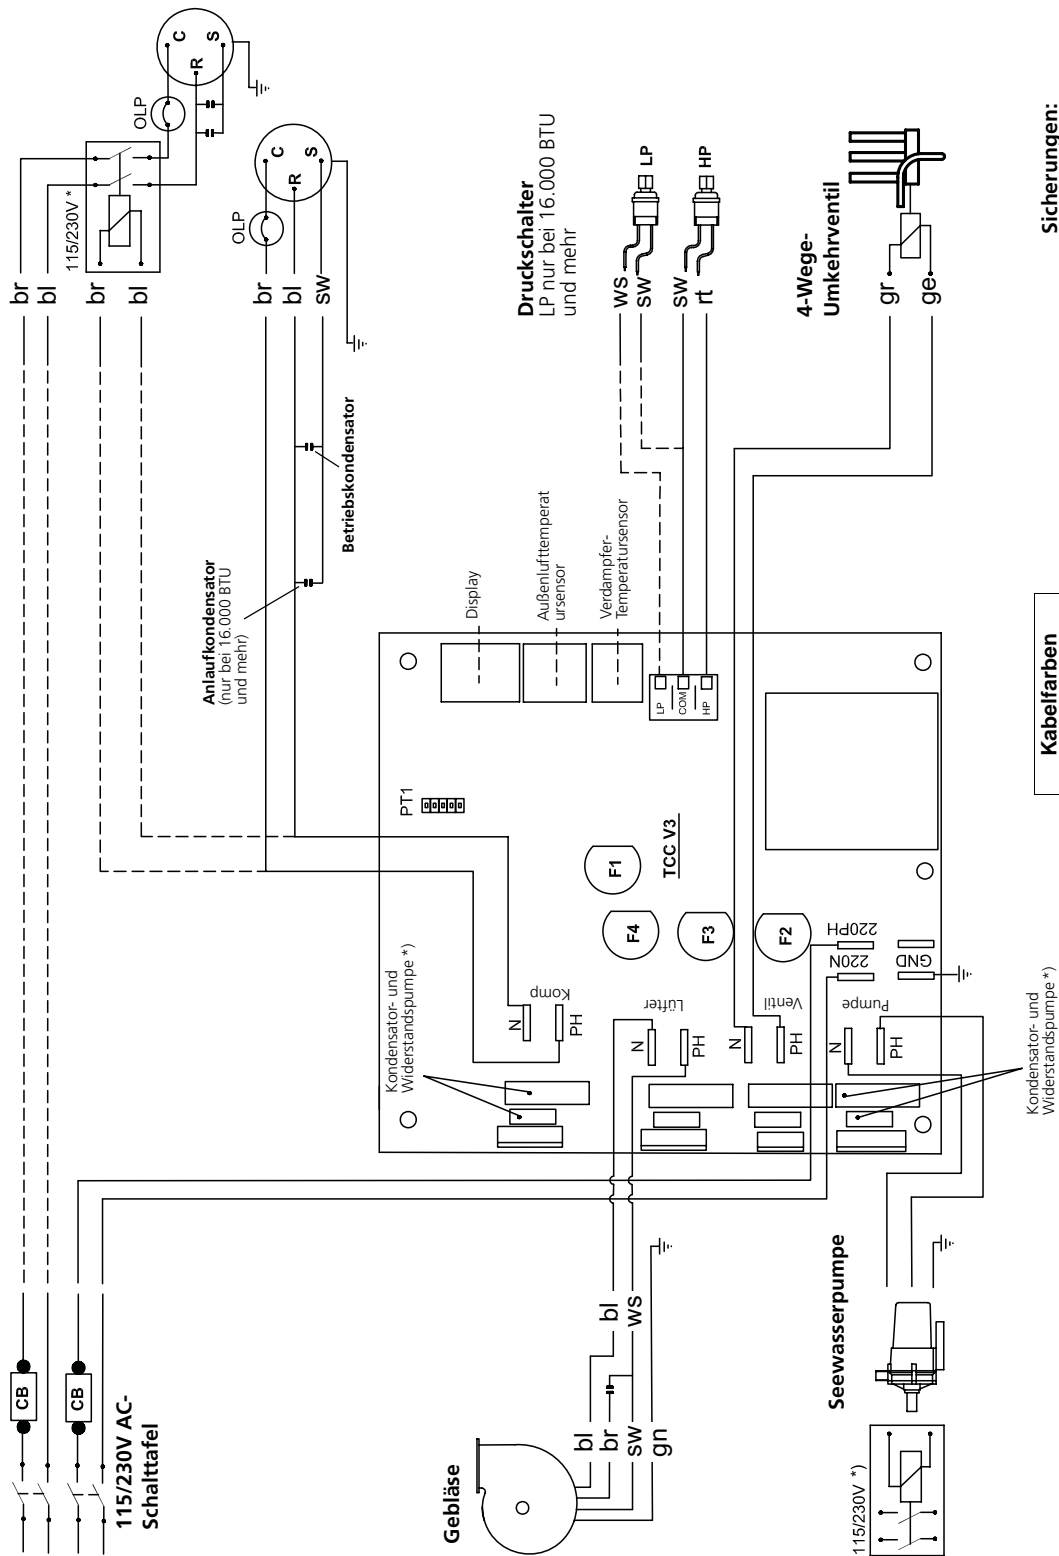 C
S
R
OLP
115/230V *
br
bl
br
bl
C
S
R
OLP
br
bl
sw
Betriebskondensator
Anlaufkondensator
(nur bei 16.000 BTU
und mehr)
Druckschalter
LP nur bei 16.000 BTU
und mehr
LP
HP
ws
sw
sw
rt
4-Wege-
Umkehrventil
gr
ge
Sicherungen:
Display
Außenlufttemperat
ursensor
Verdampfer-
Temperatursensor
LP
COM
HP
PT1
TCC V3
F1
F4
F3
F2
220PH
220N
GND
Kondensator- und
Widerstandspumpe *)
Komp
N
PH
Lüfter
N
PH
Ventil
N
PH
Pumpe
N
PH
Kondensator- und
Widerstandspumpe *)
Kabelfarben
CB
CB
115/230V AC-
Schalttafel
Gebläse
bl
br
sw
gn
bl
ws
Seewasserpumpe
115/230V *)